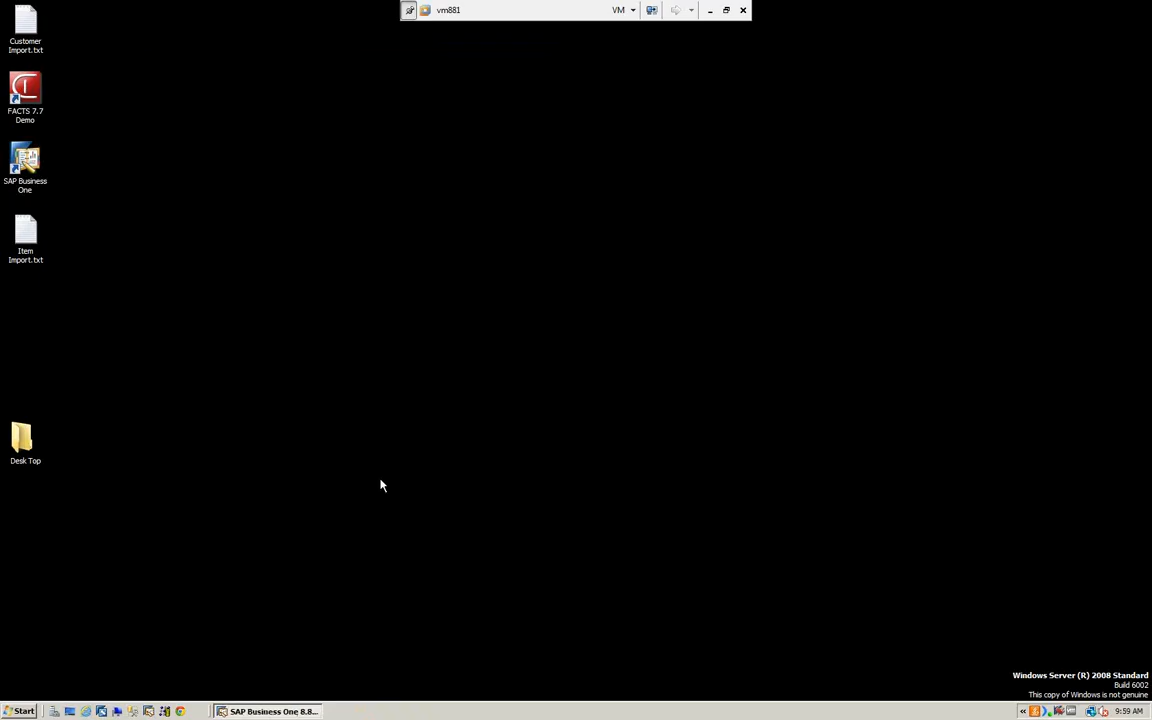 vm881
VM
Customer
Import.txt
FACTS 7.7
Demo
SAP Business
One
Item
Import.txt
Desk Top
Windows Server (R) 2008 Standard
Build 6002
This copy of Windows is not genuine
Start
SAP Business One 8.8...
9:59 AM